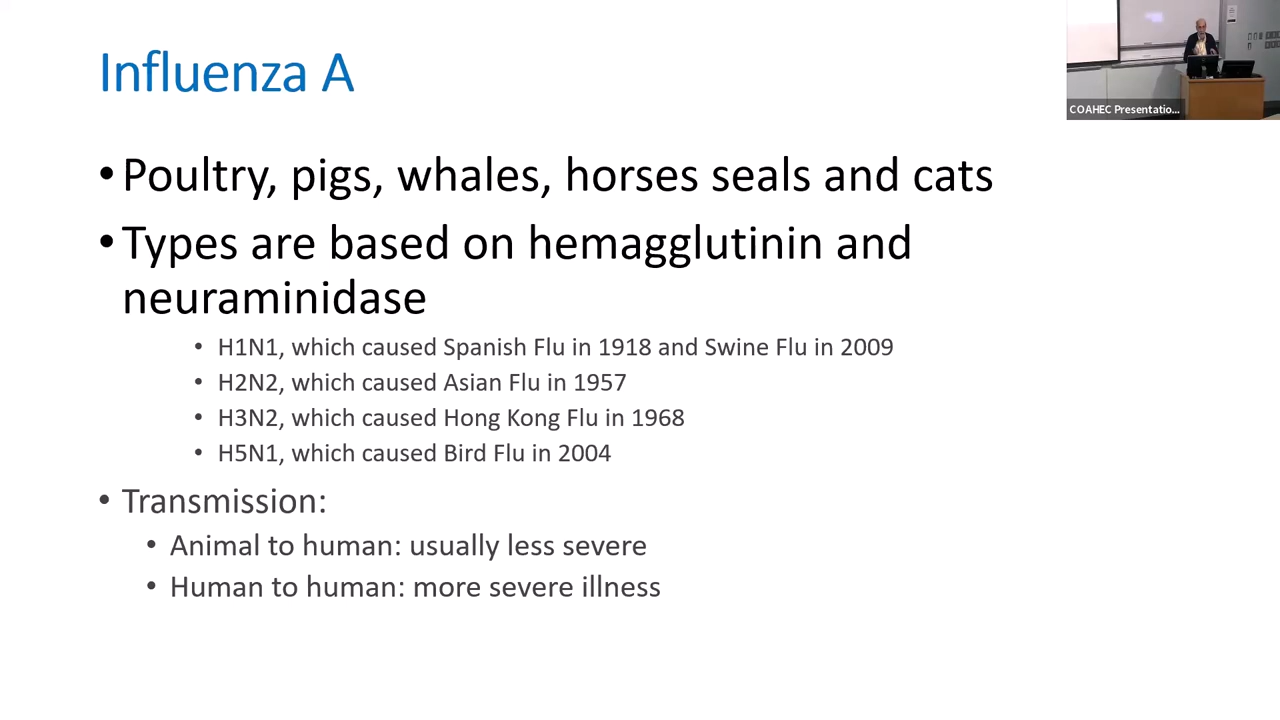 Influenza A
COAHEC Presentatio...
• Poultry, pigs, whales, horses seals and cats
• Types are based on hemagglutinin and
neuraminidase
• H1N1, which caused Spanish Flu in 1918 and Swine Flu in 2009
• H2N2, which caused Asian Flu in 1957
• H3N2, which caused Hong Kong Flu in 1968
• H5N1, which caused Bird Flu in 2004
• Transmission:
• Animal to human: usually less severe
• Human to human: more severe illness